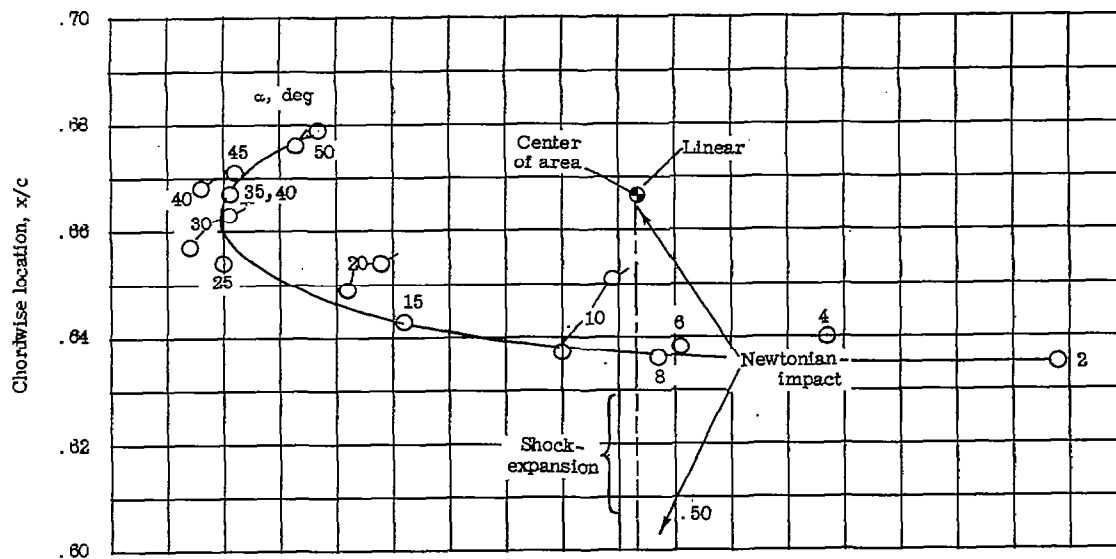 .70
.68
.66
.64
.62
.60
Chordwise location, x/c
α, deg
50
45
40
35,40
30
25
20
15
10
8
6
4
2
Center
of area
Linear
Newtonian
impact
Shock-
expansion
.50